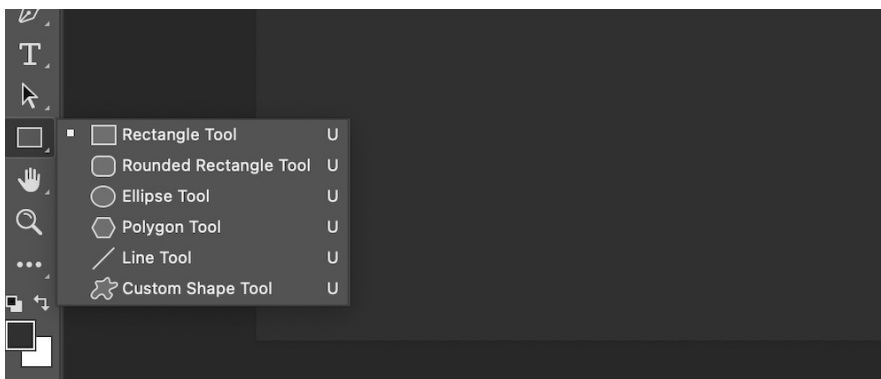 T
Rectangle Tool U
Rounded Rectangle Tool U
Ellipse Tool U
Polygon Tool U
Line Tool U
Custom Shape Tool U